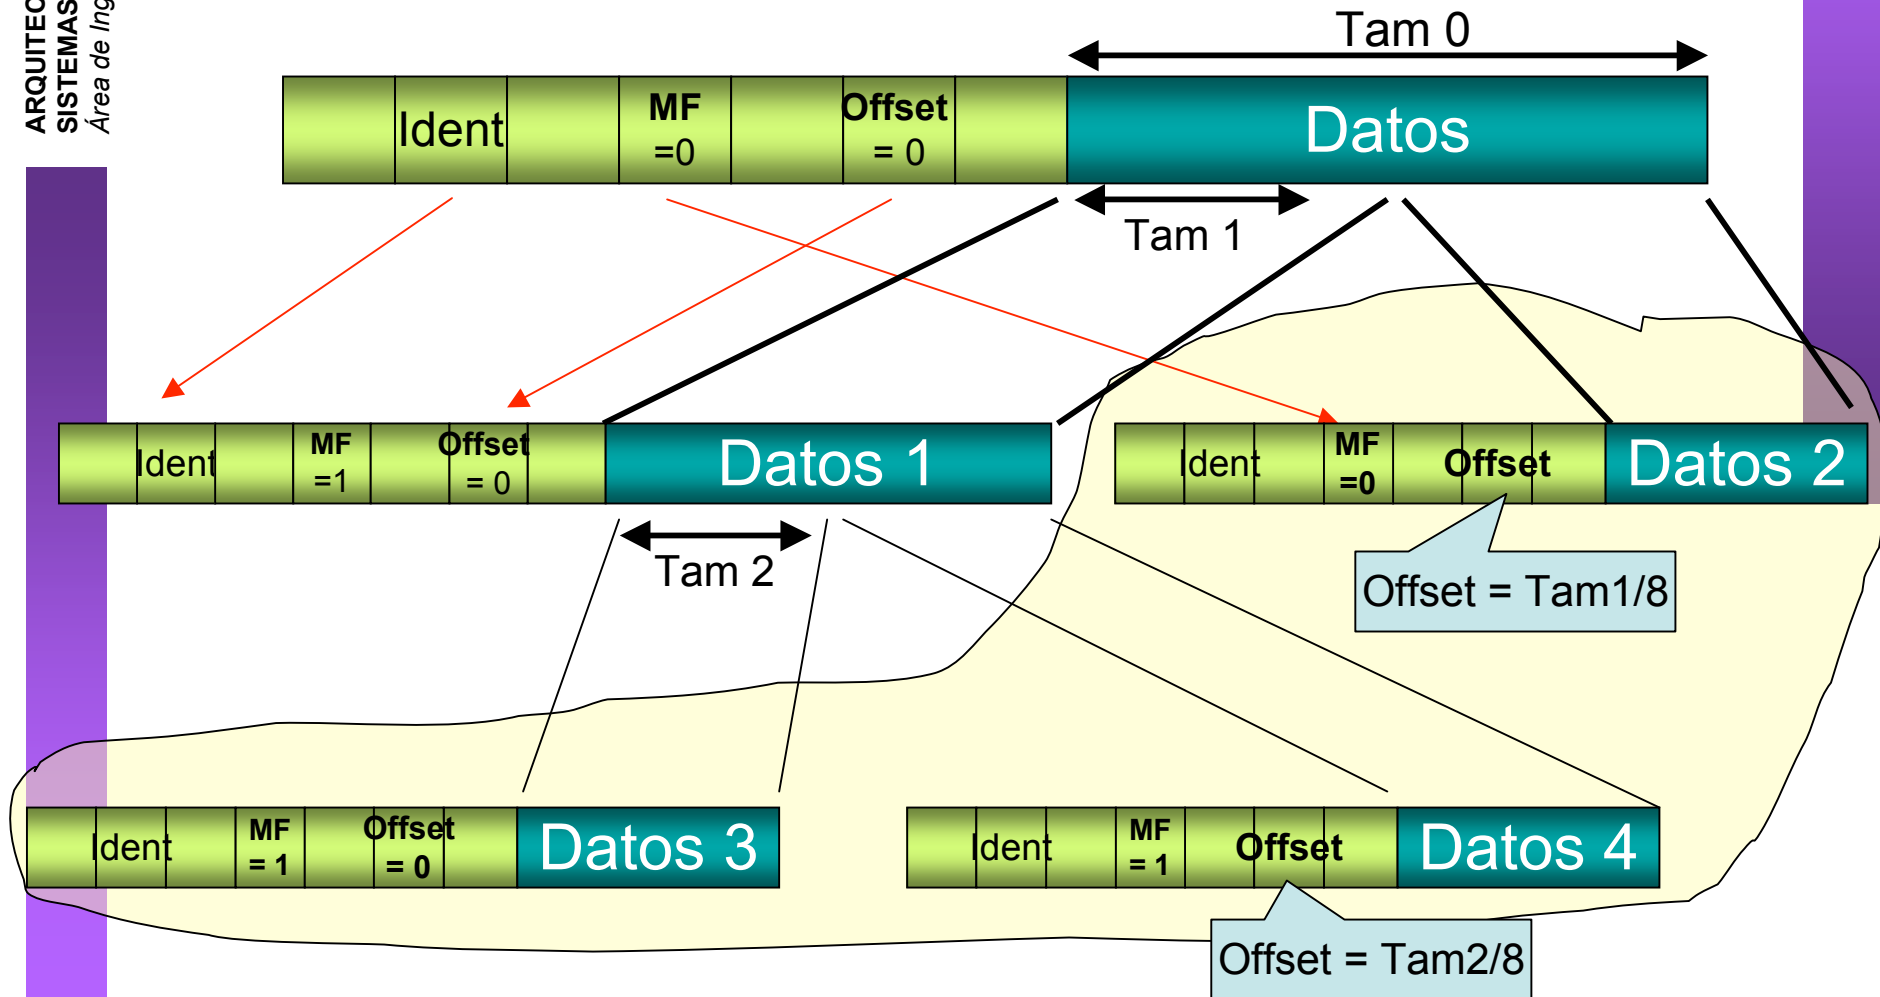 ARQUITEC
SISTEMAS
Área de Ing
Tam 0
Ident
MF
=0
Offset
= 0
Datos
Tam 1
Ident
MF
=1
Offset
= 0
Datos 1
Ident
MF
=0
Offset
Datos 2
Tam 2
Offset = Tam1/8
Ident
MF
= 1
Offset
= 0
Datos 3
Ident
MF
= 1
Offset
Datos 4
Offset = Tam2/8